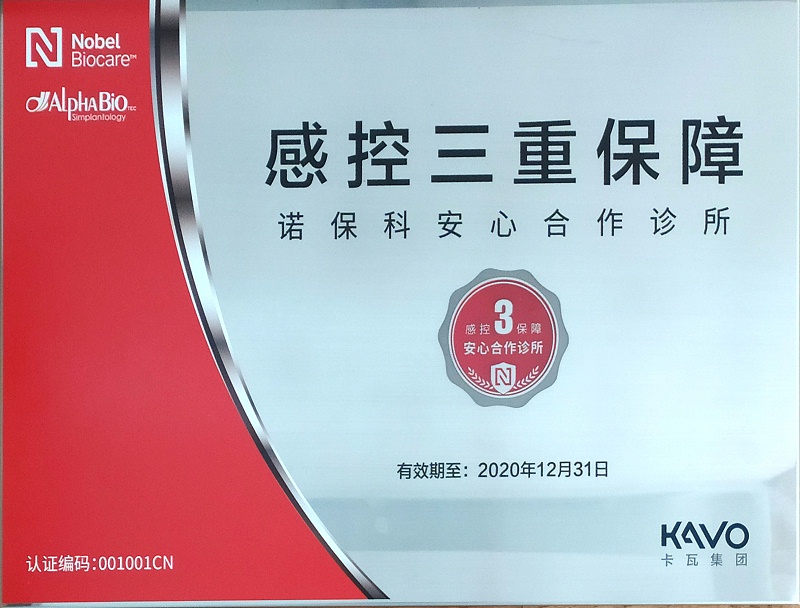 Nobel
Biocare™
AlphaBio TEC
Simplantology
感控三重保障
诺保科安心合作诊所
感控3保障
安心合作诊所
N
有效期至：2020年12月31日
认证编码:001001CN
KAVO
卡瓦集团